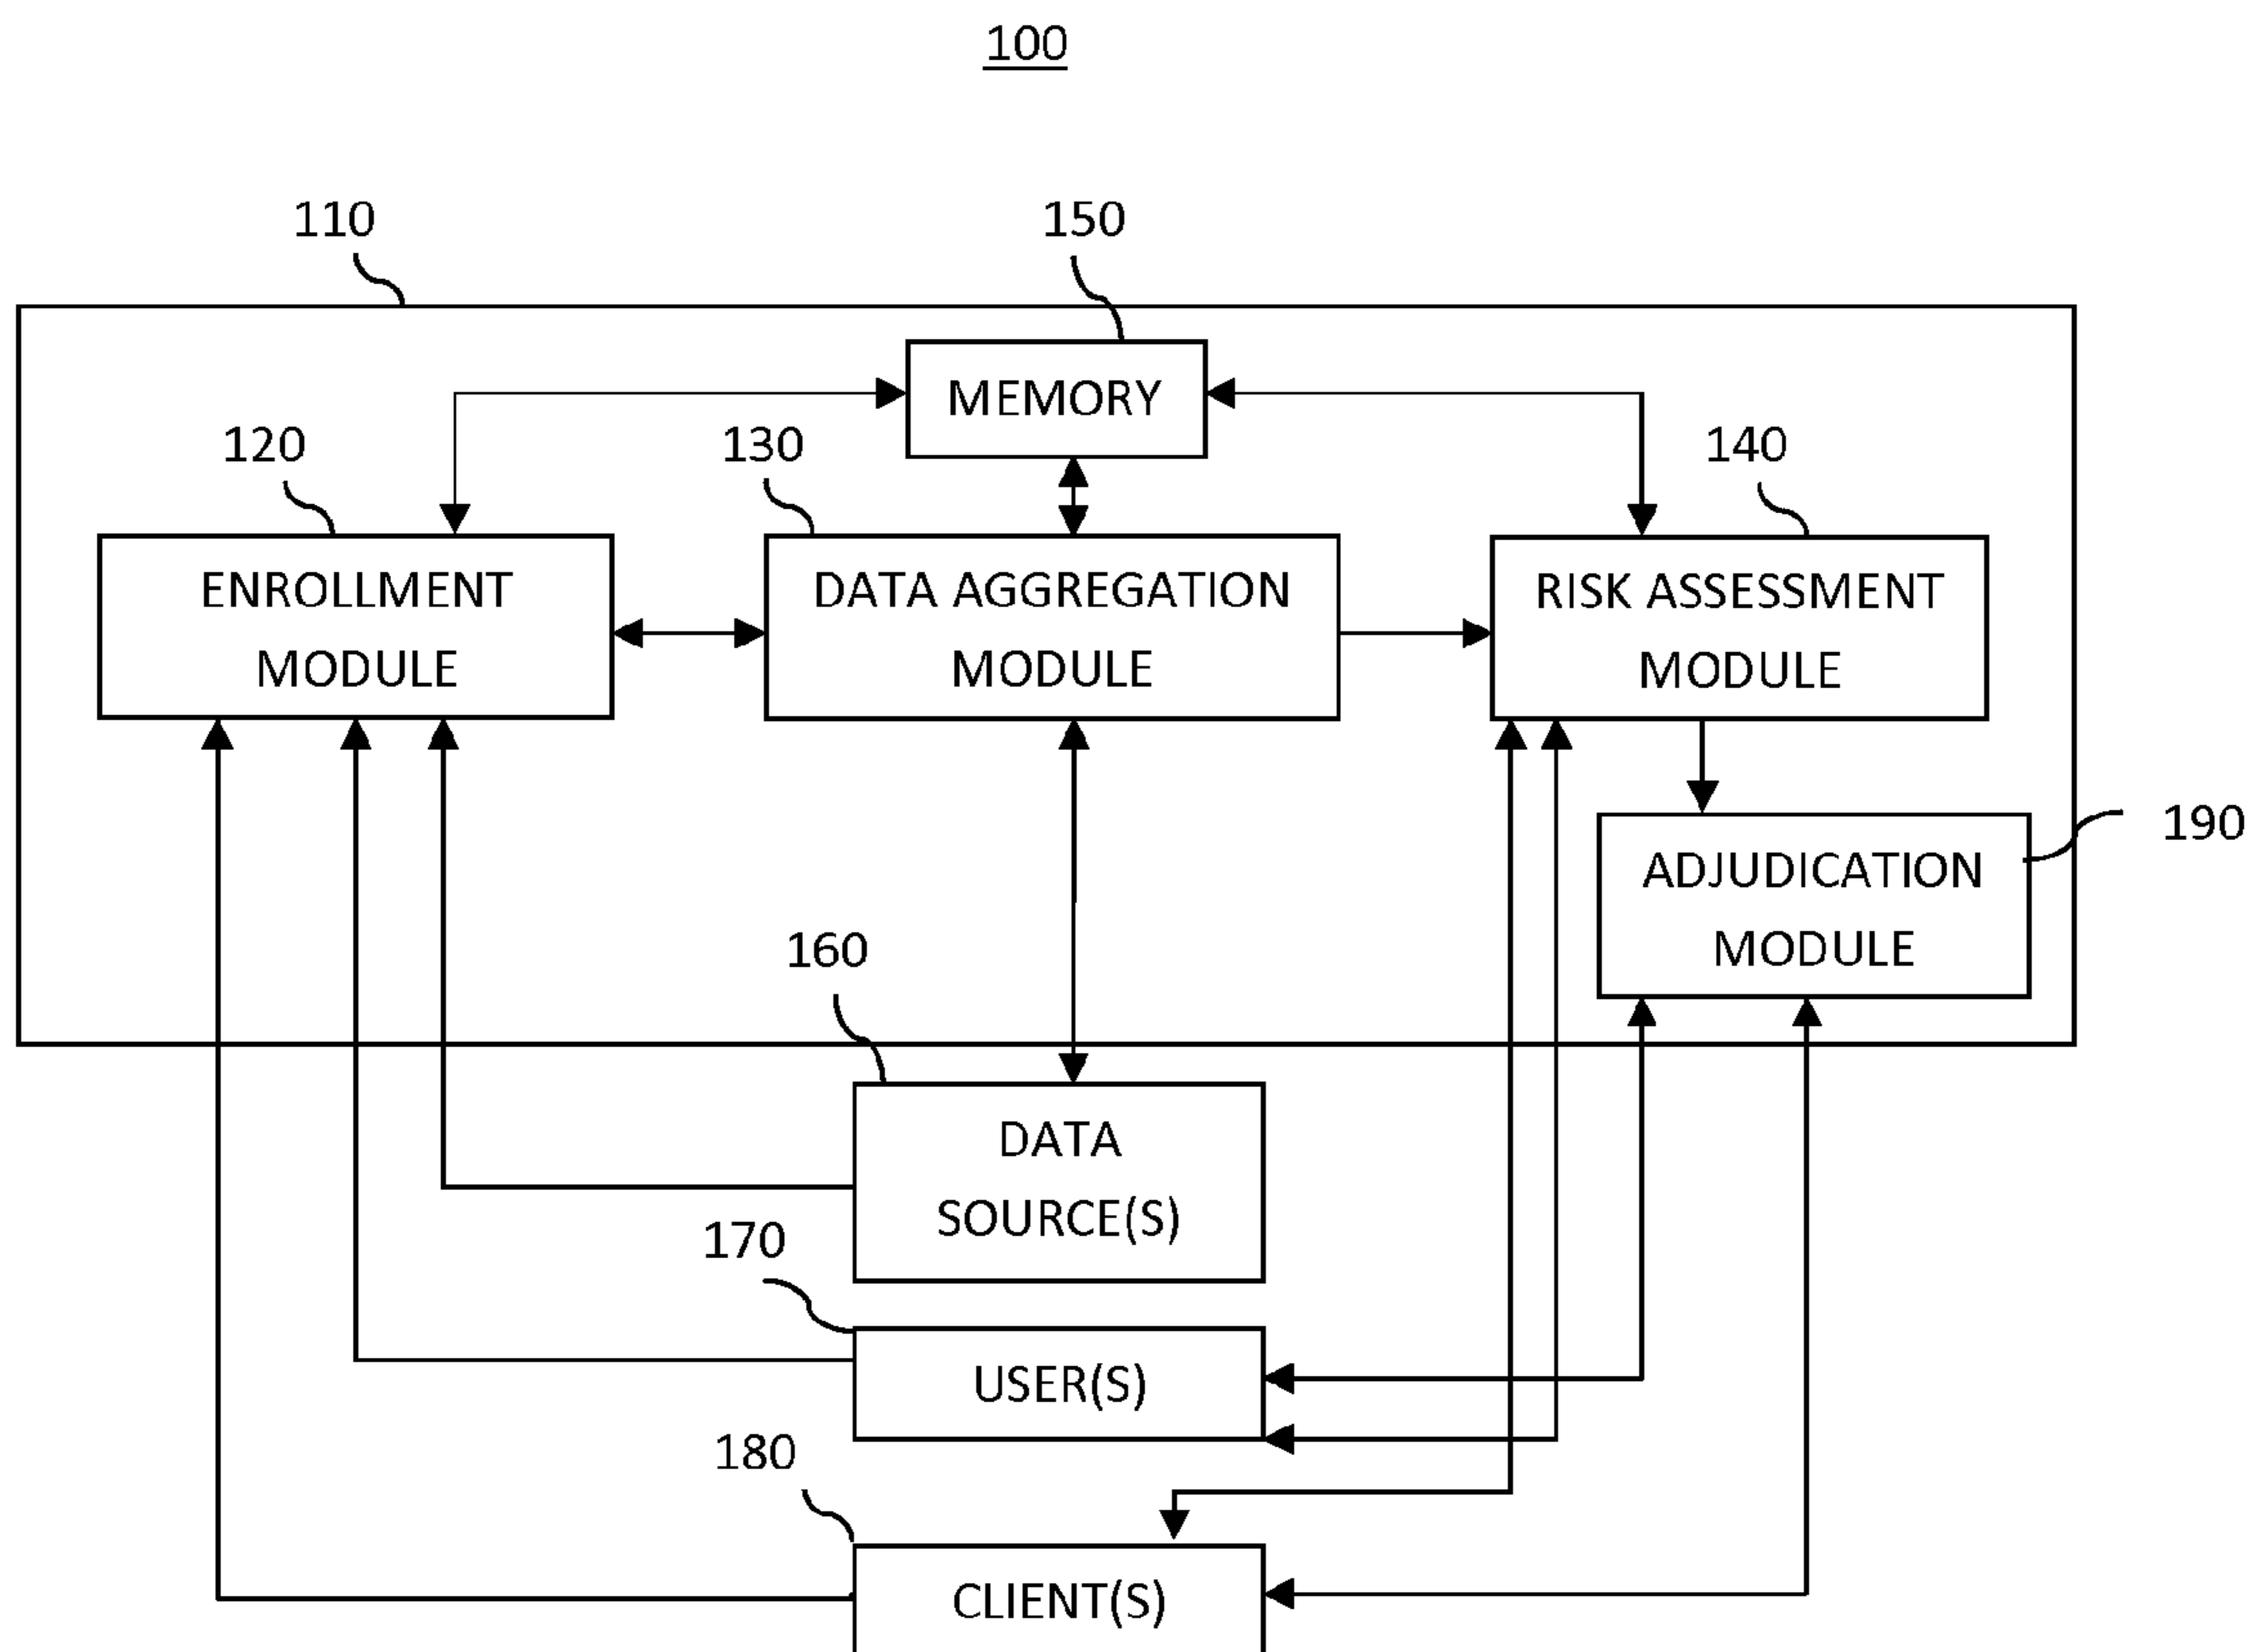 100
110
150
MEMORY
120
130
140
ENROLLMENT
MODULE
DATA AGGREGATION
MODULE
RISK ASSESSMENT
MODULE
190
ADJUDICATION
MODULE
160
DATA
SOURCE(S)
170
USER(S)
180
CLIENT(S)